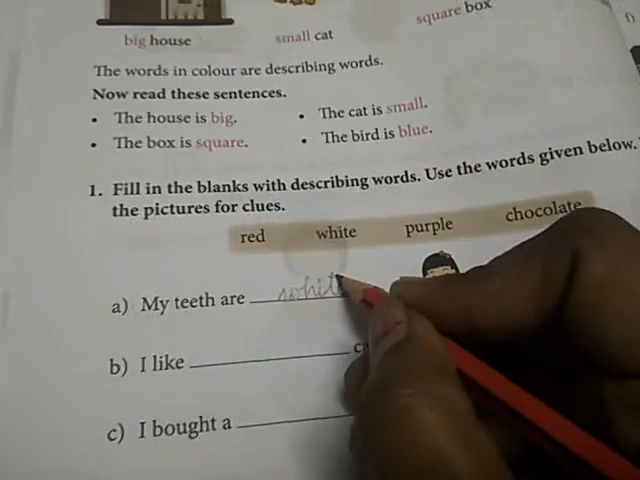 big house
small cat
square box
The words in colour are describing words.
Now read these sentences.
• The house is big.
• The cat is small.
• The box is square.
• The bird is blue.
1. Fill in the blanks with describing words. Use the words given below.
the pictures for clues.
red white purple chocolate
a) My teeth are whit
b) I like
c) I bought a
f)